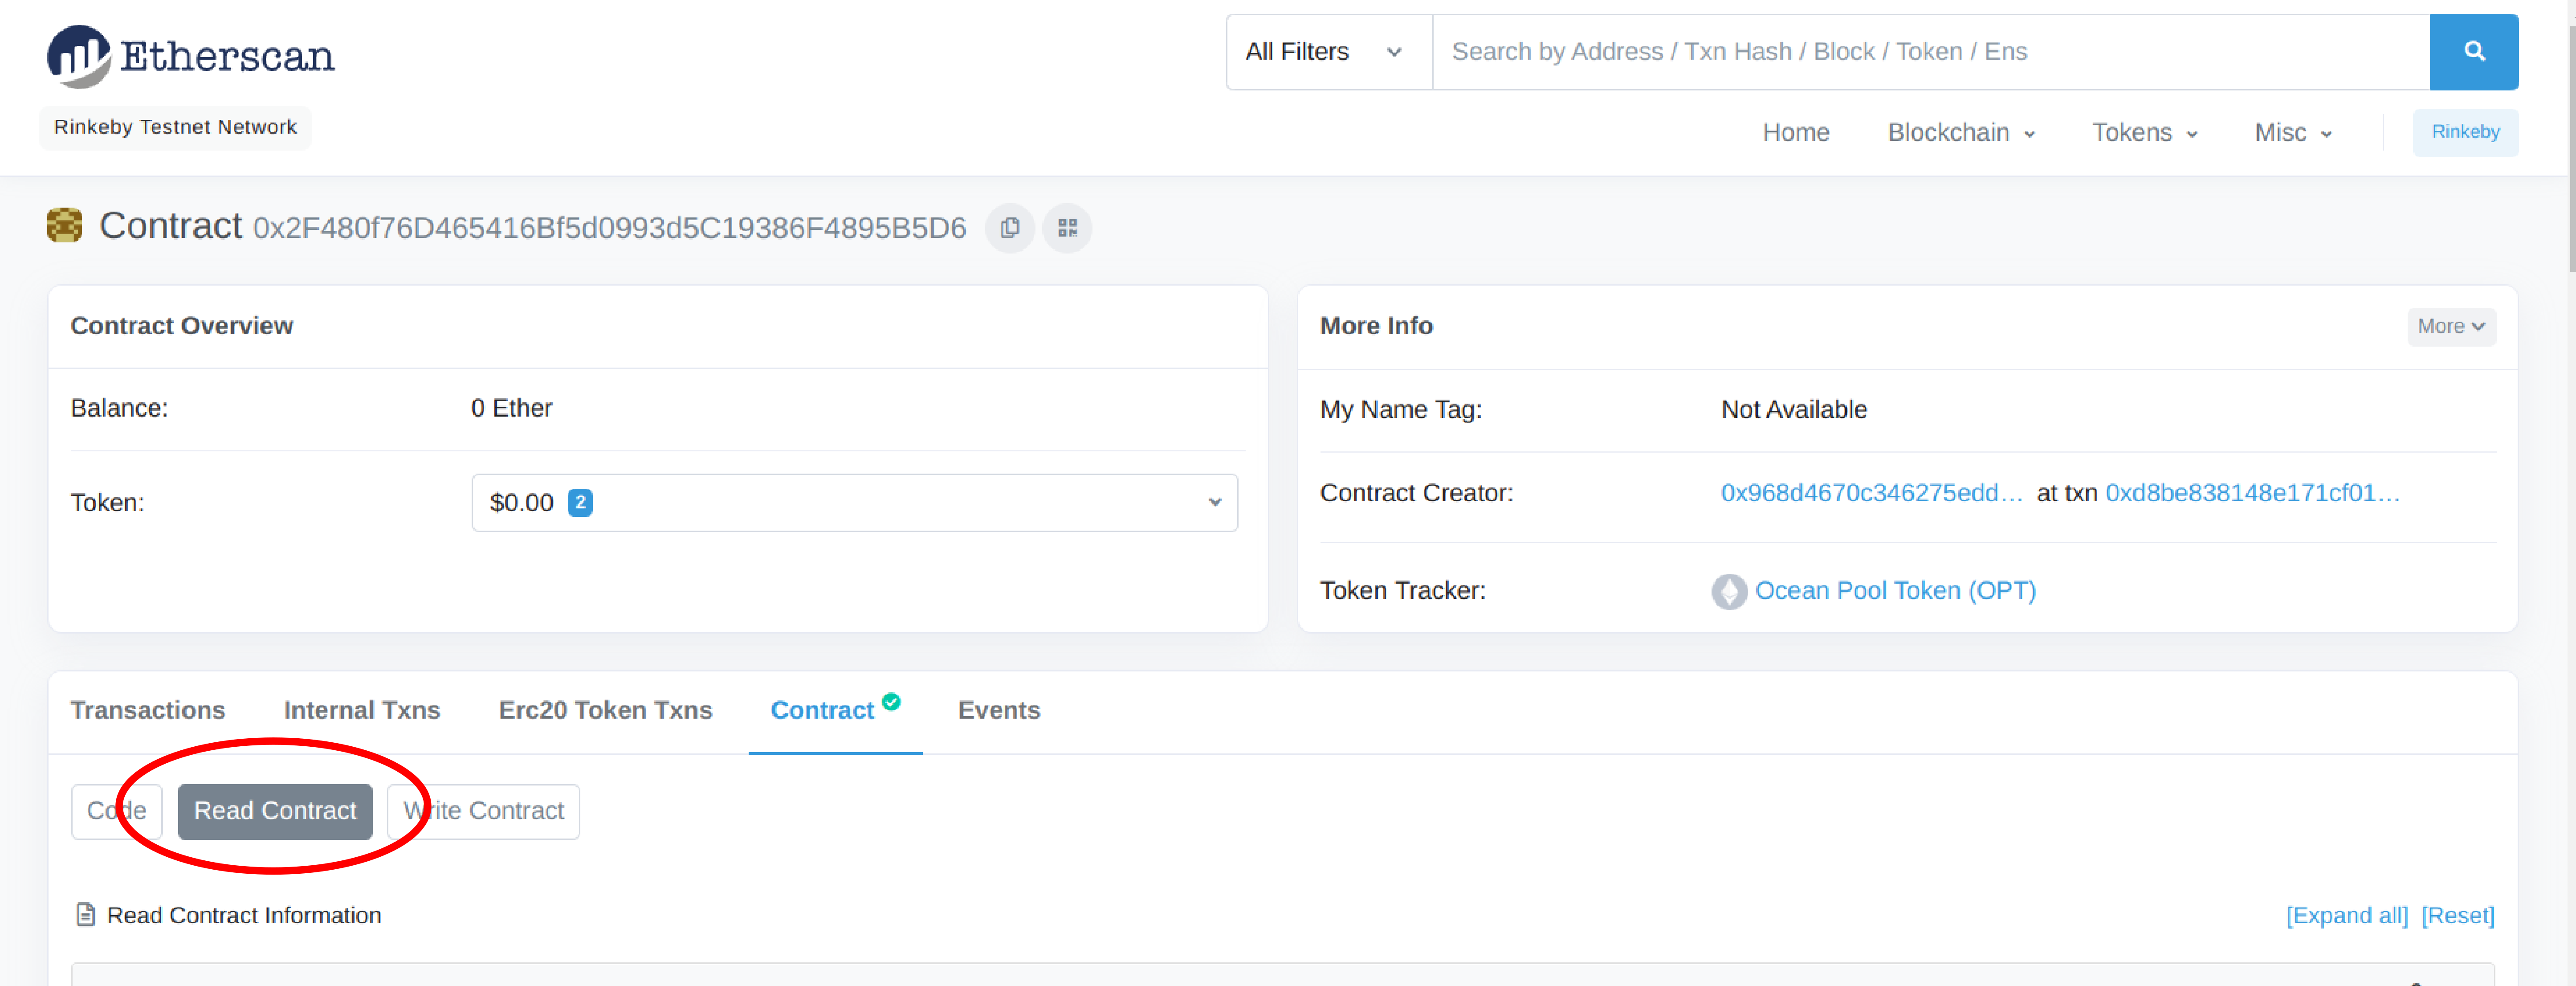 Etherscan
All Filters
Search by Address / Txn Hash / Block / Token / Ens
Rinkeby Testnet Network
Home Blockchain Tokens Misc Rinkeby
Contract 0x2F480f76D465416Bf5d0993d5C19386F4895B5D6
Contract Overview
Balance: 0 Ether
Token: $0.00 2
More Info
More
My Name Tag: Not Available
Contract Creator: 0x968d4670c346275edd... at txn 0xd8be838148e171cf01...
Token Tracker: Ocean Pool Token (OPT)
Transactions Internal Txns Erc20 Token Txns Contract Events
Code Read Contract Write Contract
Read Contract Information
[Expand all] [Reset]